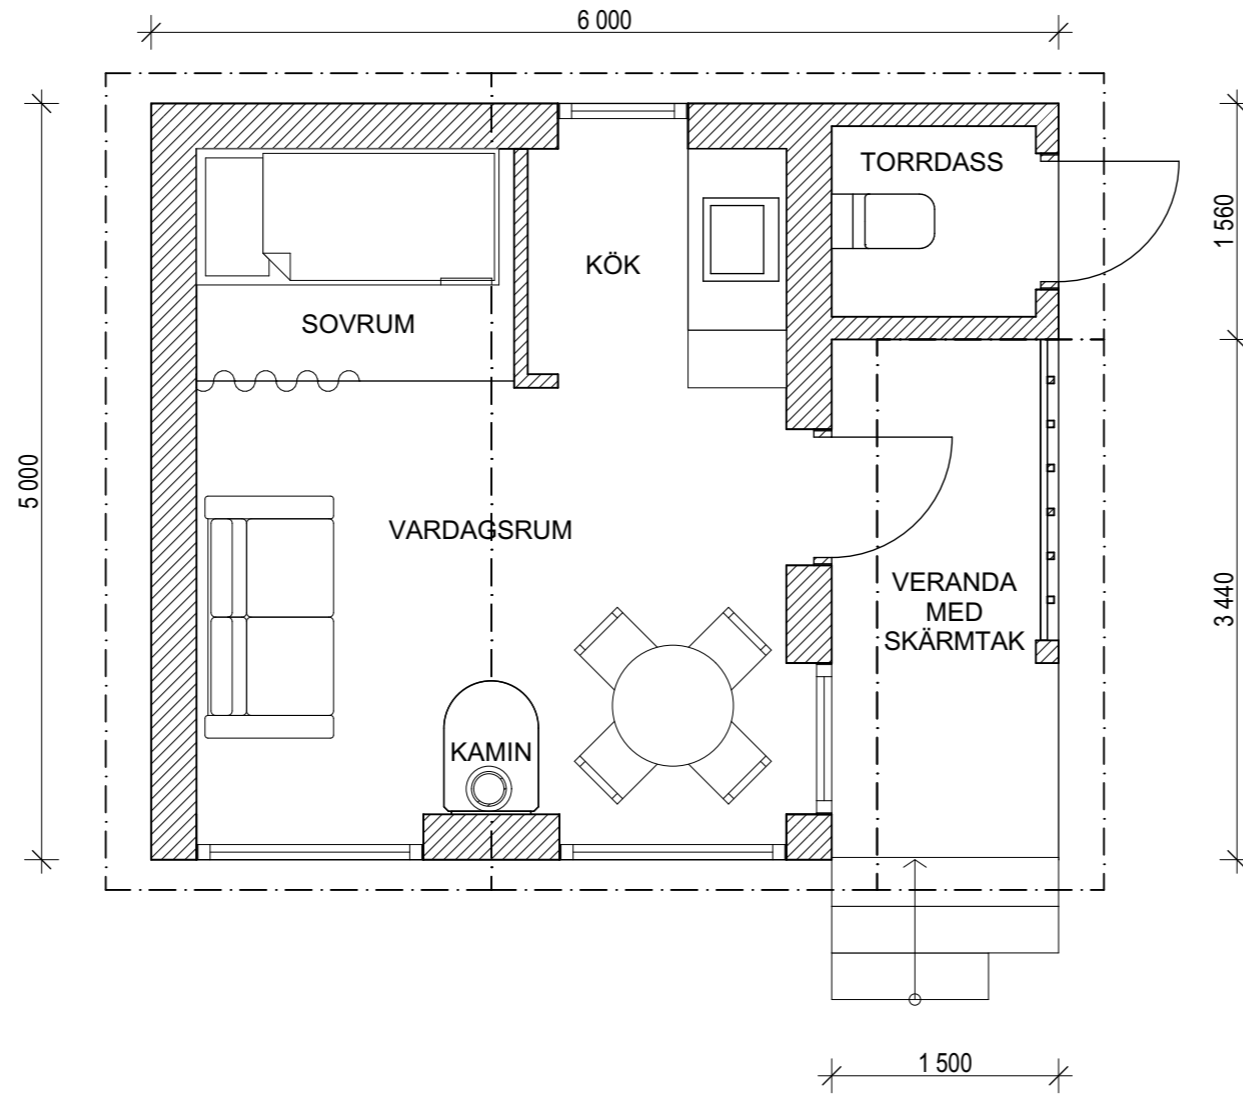 6 000
TORRDASS
1 560
KÖK
SOVRUM
5 000
VARDAGSRUM
VERANDA
MED
SKÄRMTAK
3 440
KAMIN
1 500